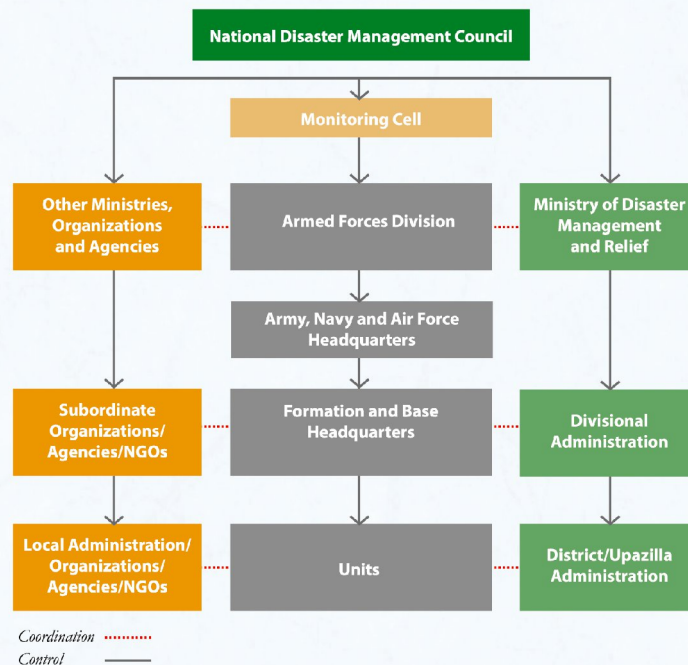 National Disaster Management Council
Monitoring Cell
Other Ministries,
Organizations
and Agencies
Armed Forces Division
Ministry of Disaster
Management
and Relief
Army, Navy and Air Force
Headquarters
Subordinate
Organizations/
Agencies/NGOs
Formation and Base
Headquarters
Divisional
Administration
Local Administration/
Organizations/
Agencies/NGOs
Units
District/Upazilla
Administration
Coordination
Control